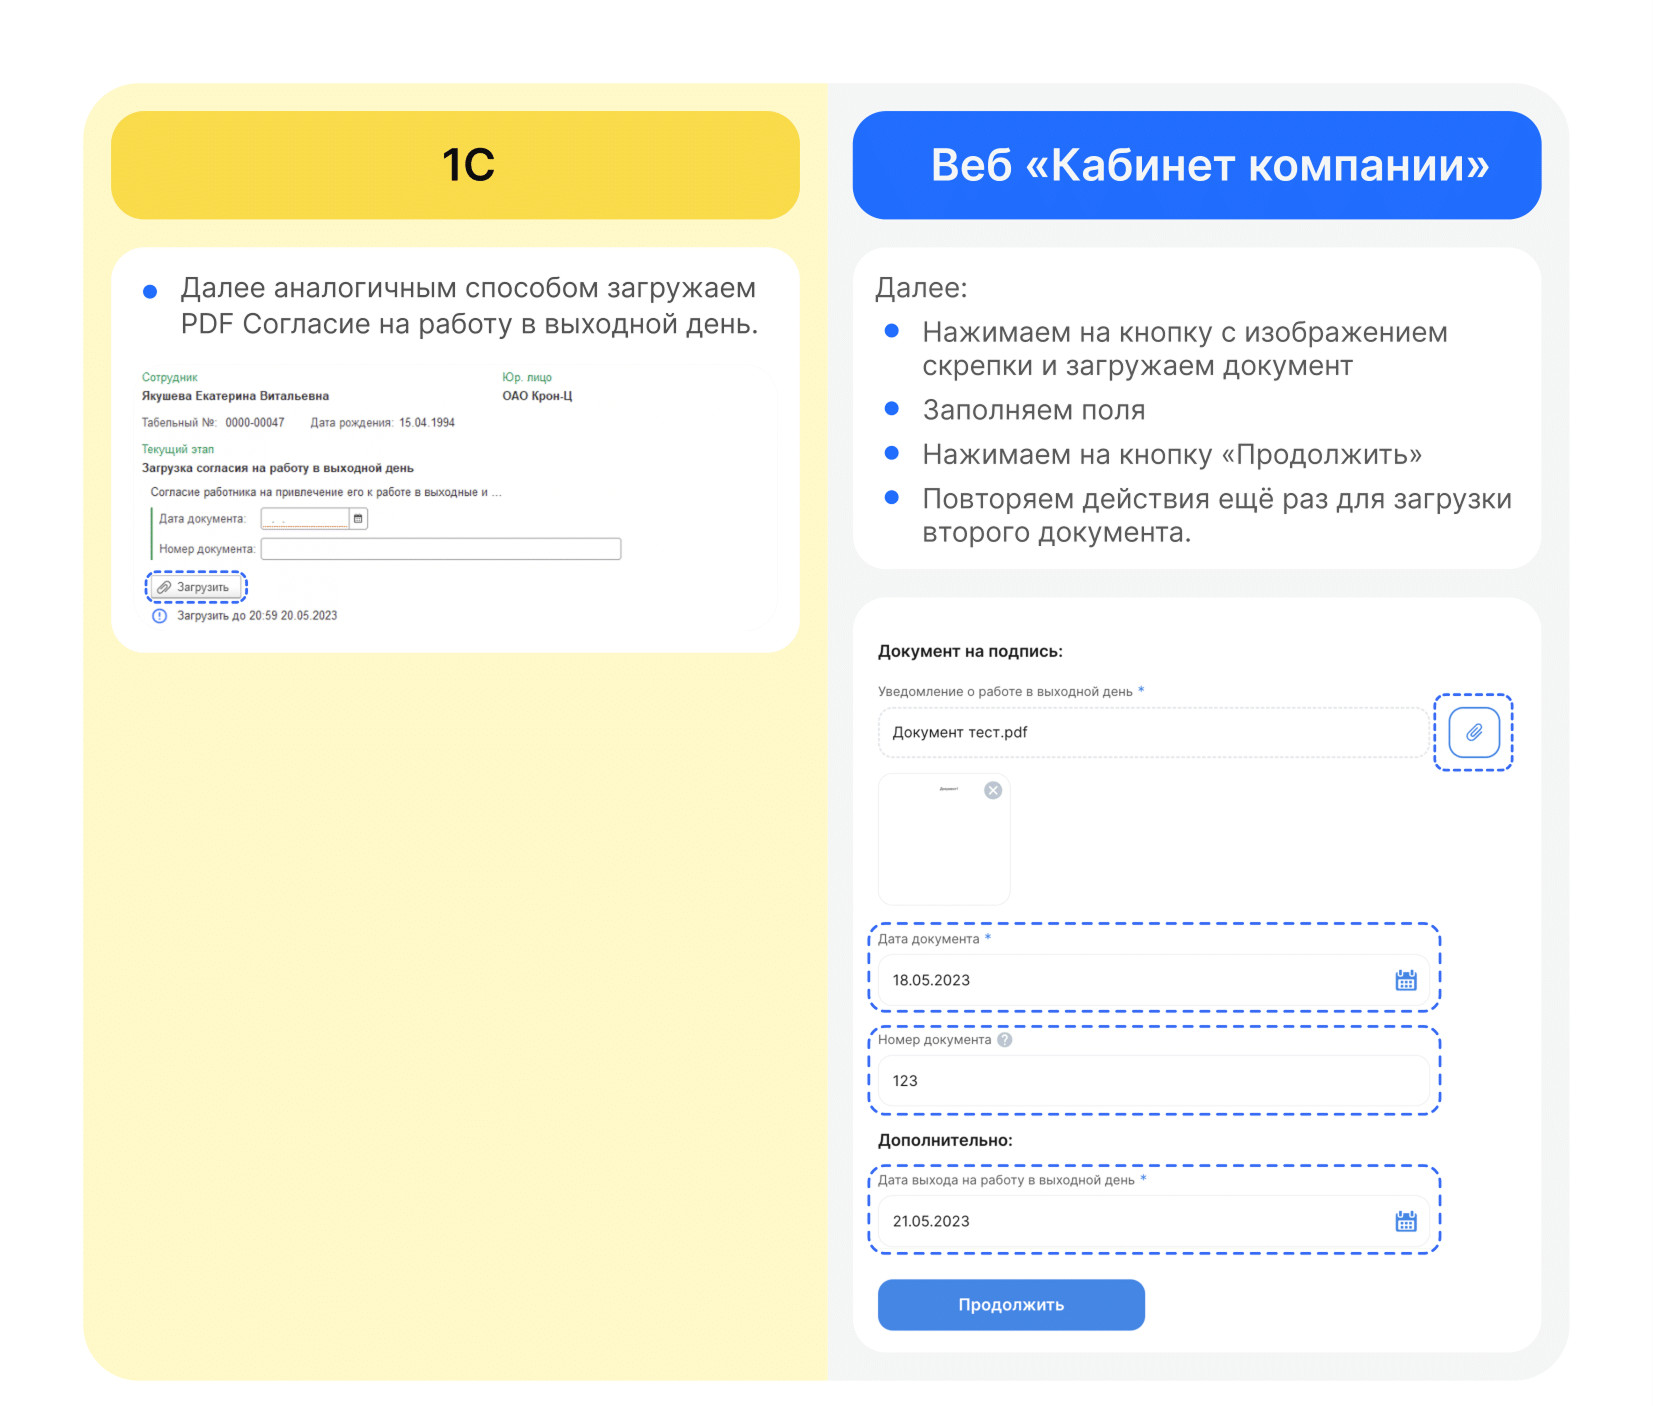 1С
Далее аналогичным способом загружаем
PDF Согласие на работу в выходной день.
Сотрудник
Юр. лицо
Якушева Екатерина Витальевна
ОАО Крон-Ц
Табельный №: 0000-00047 Дата рождения: 15.04.1994
Текущий этап
Загрузка согласия на работу в выходной день
Согласие работника на привлечение его к работе в выходные и ...
Дата документа: . .
Номер документа:
Загрузить
Загрузить до 20:59 20.05.2023
Веб «Кабинет компании»
Далее:
Нажимаем на кнопку с изображением
скрепки и загружаем документ
Заполняем поля
Нажимаем на кнопку «Продолжить»
Повторяем действия ещё раз для загрузки
второго документа.
Документ на подпись:
Уведомление о работе в выходной день *
Документ тест.pdf
Дата документа *
18.05.2023
Номер документа ?
123
Дополнительно:
Дата выхода на работу в выходной день *
21.05.2023
Продолжить